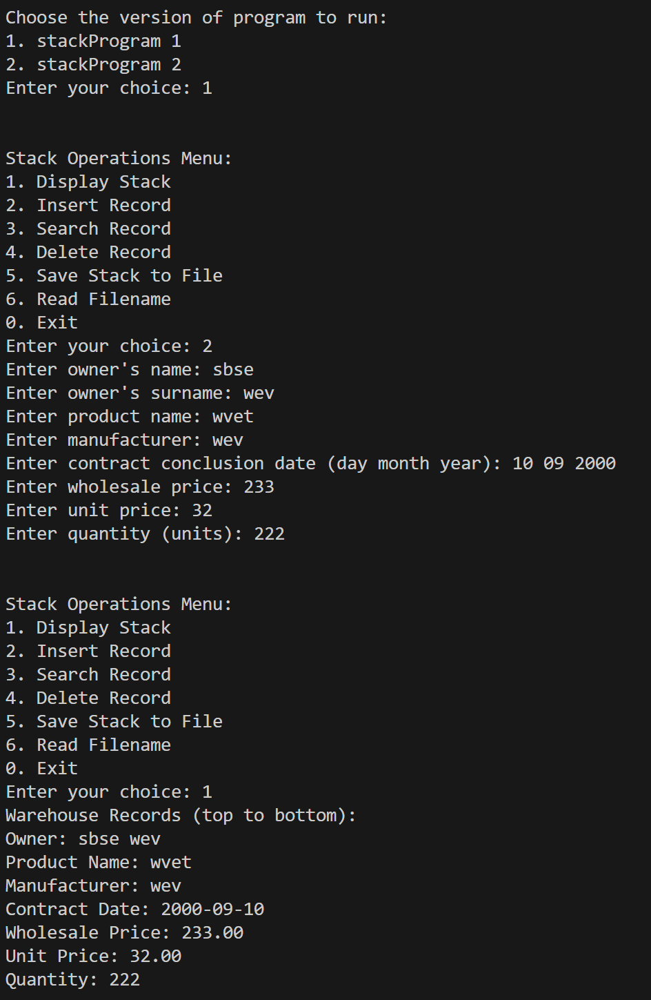 Choose the version of program to run:
1. stackProgram 1
2. stackProgram 2
Enter your choice: 1
Stack Operations Menu:
1. Display Stack
2. Insert Record
3. Search Record
4. Delete Record
5. Save Stack to File
6. Read Filename
0. Exit
Enter your choice: 2
Enter owner's name: sbse
Enter owner's surname: wev
Enter product name: wvet
Enter manufacturer: wev
Enter contract conclusion date (day month year): 10 09 2000
Enter wholesale price: 233
Enter unit price: 32
Enter quantity (units): 222
Stack Operations Menu:
1. Display Stack
2. Insert Record
3. Search Record
4. Delete Record
5. Save Stack to File
6. Read Filename
0. Exit
Enter your choice: 1
Warehouse Records (top to bottom):
Owner: sbse wev
Product Name: wvet
Manufacturer: wev
Contract Date: 2000-09-10
Wholesale Price: 233.00
Unit Price: 32.00
Quantity: 222